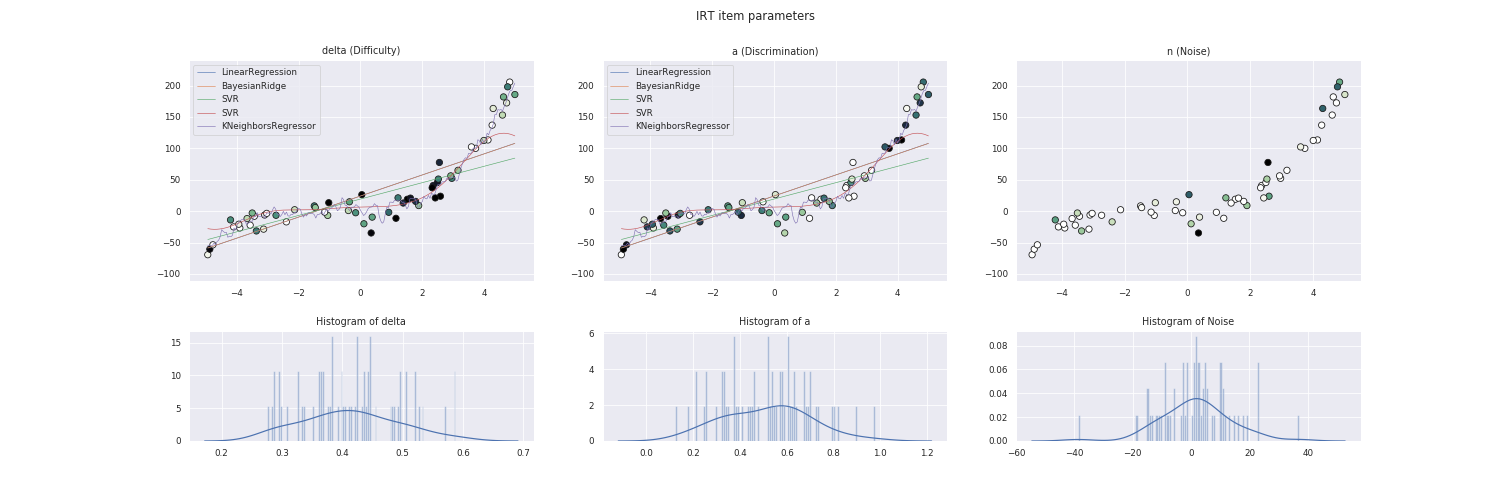 IRT item parameters
delta (Difficulty)
LinearRegression
BayesianRidge
SVR
SVR
KNeighborsRegressor
200
150
100
50
0
−50
−100
−4 −2 0 2 4
a (Discrimination)
LinearRegression
BayesianRidge
SVR
SVR
KNeighborsRegressor
200
150
100
50
0
−50
−100
−4 −2 0 2 4
n (Noise)
200
150
100
50
0
−50
−100
−4 −2 0 2 4
Histogram of delta
15
10
5
0
0.2 0.3 0.4 0.5 0.6 0.7
Histogram of a
6
4
2
0
0.0 0.2 0.4 0.6 0.8 1.0 1.2
Histogram of Noise
0.08
0.06
0.04
0.02
0.00
−60 −40 −20 0 20 40